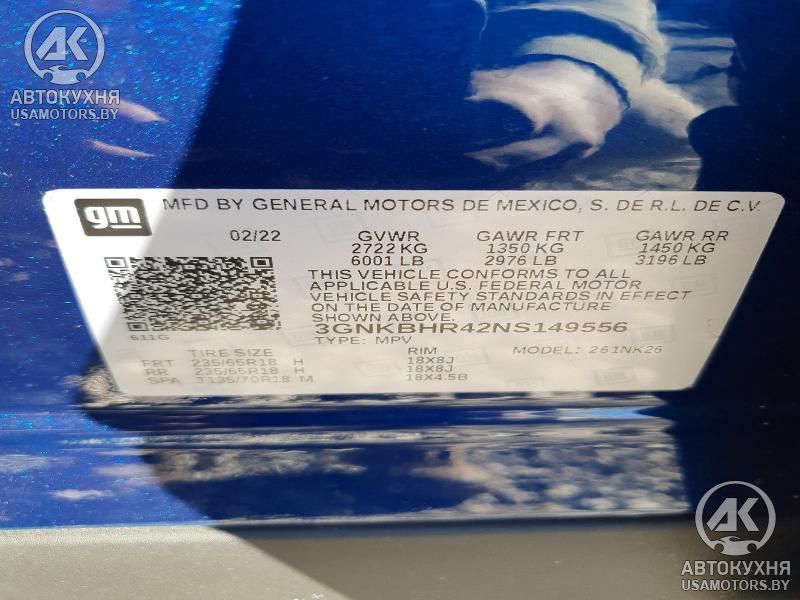 AK
АВТОКУХНЯ
USAMOTORS.BY
gm MFD BY GENERAL MOTORS DE MEXICO, S. DE R.L. DE C.V.
02/22 GVWR GAWR FRT GAWR RR
2722 KG 1350 KG 1450 KG
6001 LB 2976 LB 3196 LB
THIS VEHICLE CONFORMS TO ALL
APPLICABLE U.S. FEDERAL MOTOR
VEHICLE SAFETY STANDARDS IN EFFECT
ON THE DATE OF MANUFACTURE
SHOWN ABOVE.
3GNKBHR42NS149556
611G TYPE: MPV MODEL: 261NK26
TIRE SIZE RIM
FRT 235/65R18 H 18X8J
RR 235/65R18 H 18X8J
SPA T135/70R18 M 18X4.5B
AK
АВТОКУХНЯ
USAMOTORS.BY